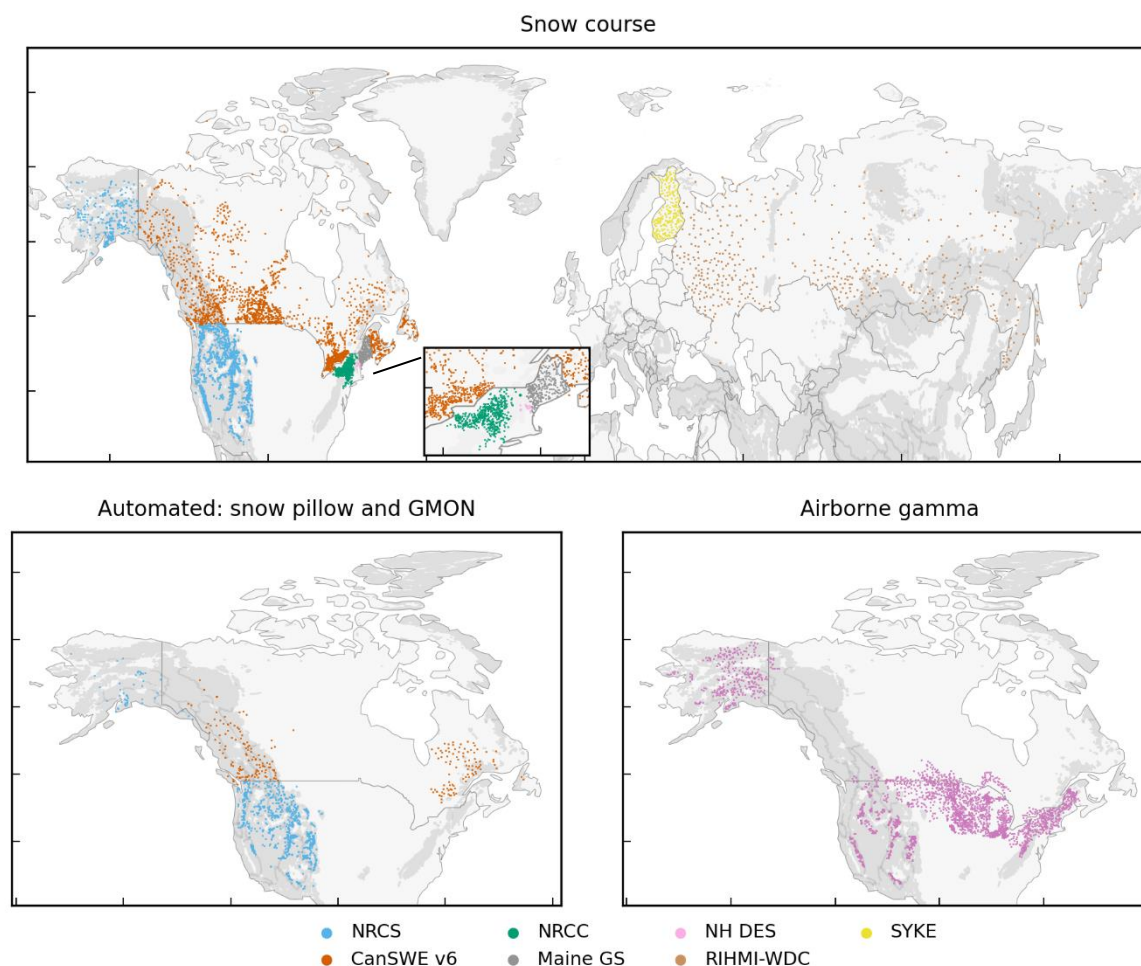 Snow course
Automated: snow pillow and GMON
Airborne gamma
NRCS
NRCC
NH DES
SYKE
CanSWE v6
Maine GS
RIHMI-WDC